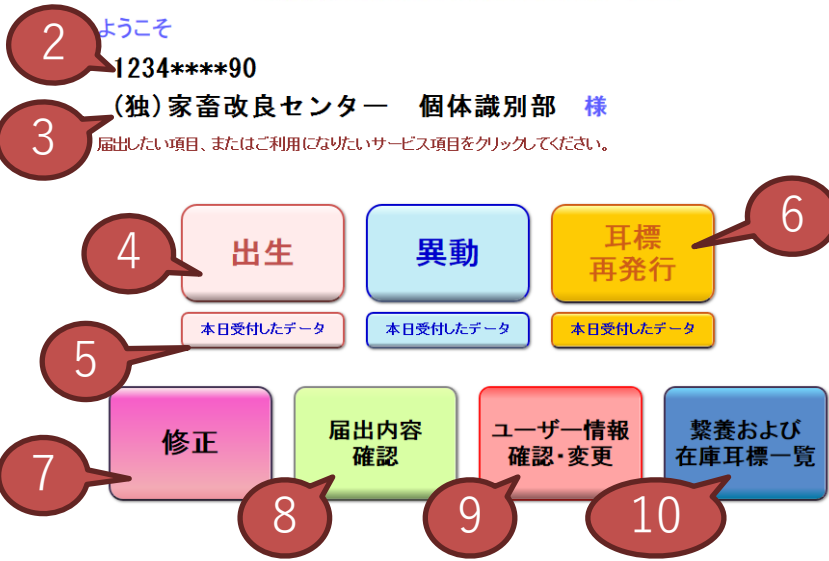 2
ようこそ
1234****90
3
(独)家畜改良センター 個体識別部 様
届出したい項目、またはご利用になりたいサービス項目をクリックしてください。
4
出生
異動
耳標
再発行
6
5
本日受付したデータ
本日受付したデータ
本日受付したデータ
7
修正
届出内容
確認
8
ユーザー情報
確認・変更
9
繋養および
在庫耳標一覧
10